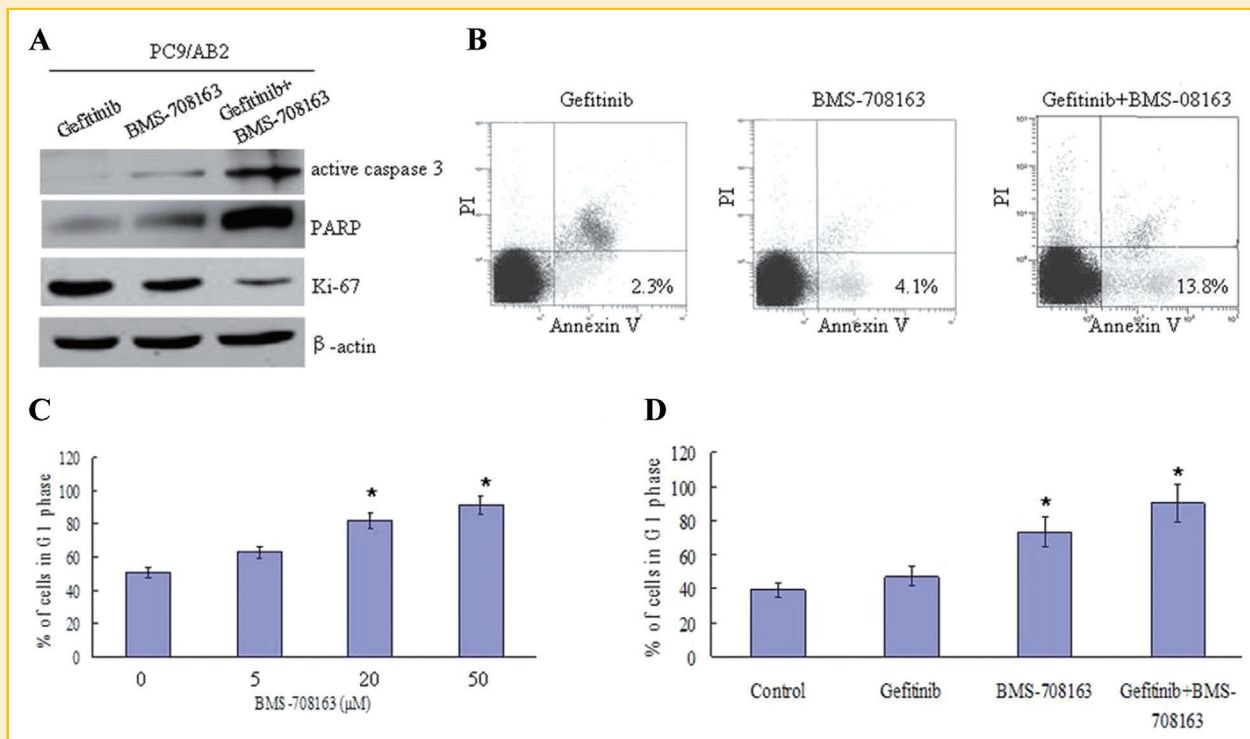 A
PC9/AB2
Gefitinib
BMS-708163
Gefitinib+
BMS-708163
active caspase 3
PARP
Ki-67
β-actin
B
Gefitinib
PI
2.3%
Annexin V
BMS-708163
PI
4.1%
Annexin V
Gefitinib+BMS-08163
PI
13.8%
Annexin V
C
% of cells in G1 phase
120
100
80
60
40
20
0
*
*
0 5 20 50
BMS-708163 (μM)
D
% of cells in G1 phase
120
100
80
60
40
20
0
*
*
Control Gefitinib BMS-708163 Gefitinib+BMS-
708163